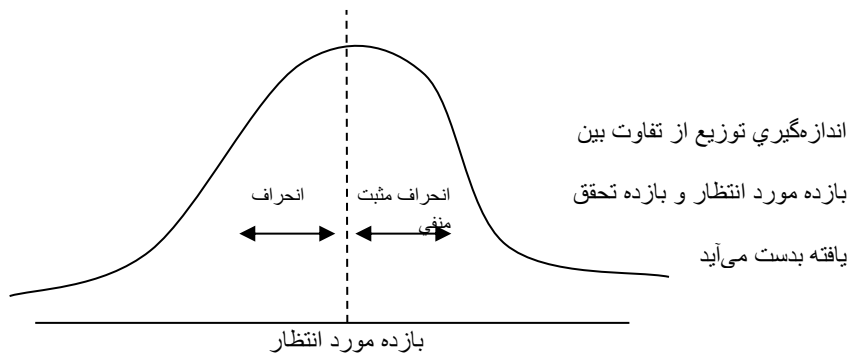 اندازه‌گيري توزيع از تفاوت بين
بازده مورد انتظار و بازده تحقق
يافته بدست مي‌آيد
انحراف مثبت
انحراف
منفي
بازده مورد انتظار